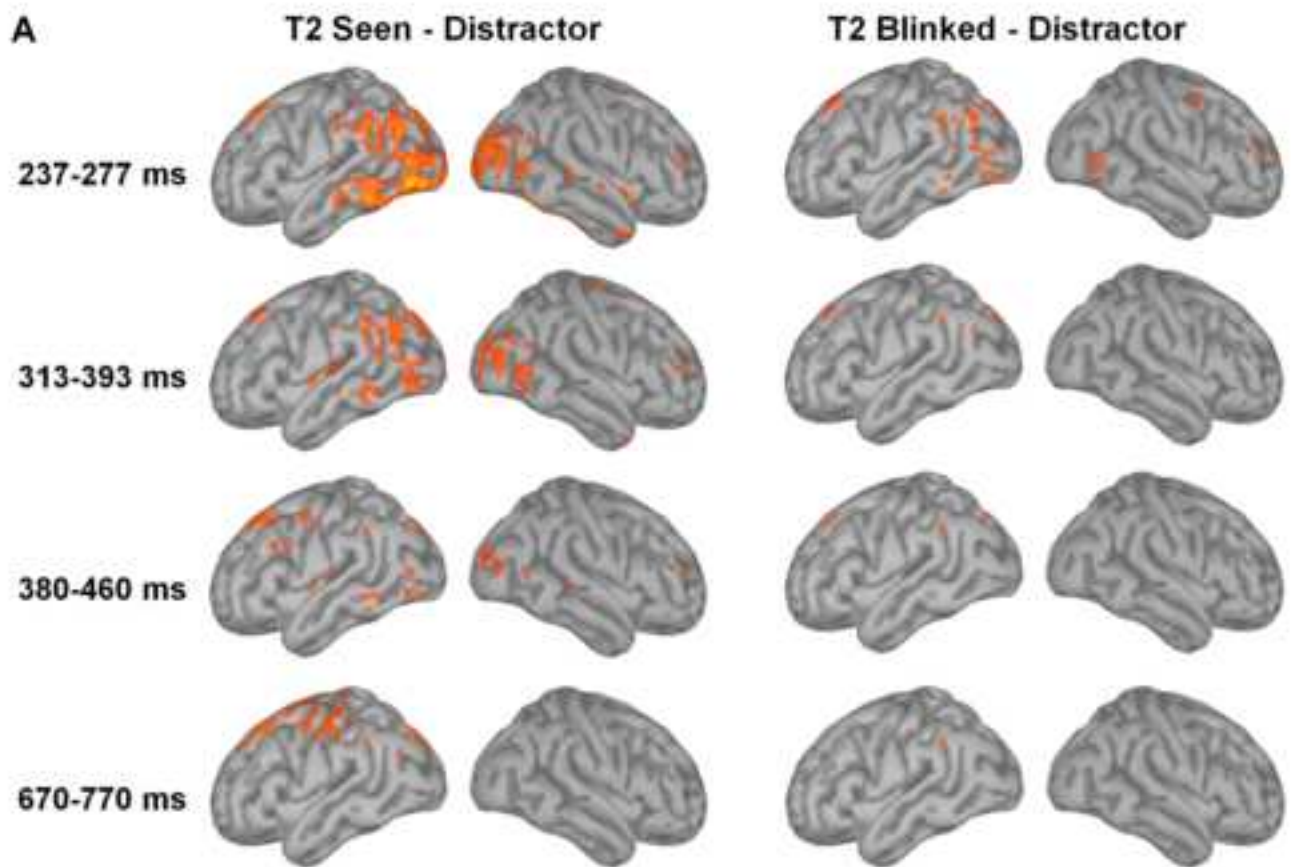 A
T2 Seen - Distractor
T2 Blinked - Distractor
237-277 ms
313-393 ms
380-460 ms
670-770 ms